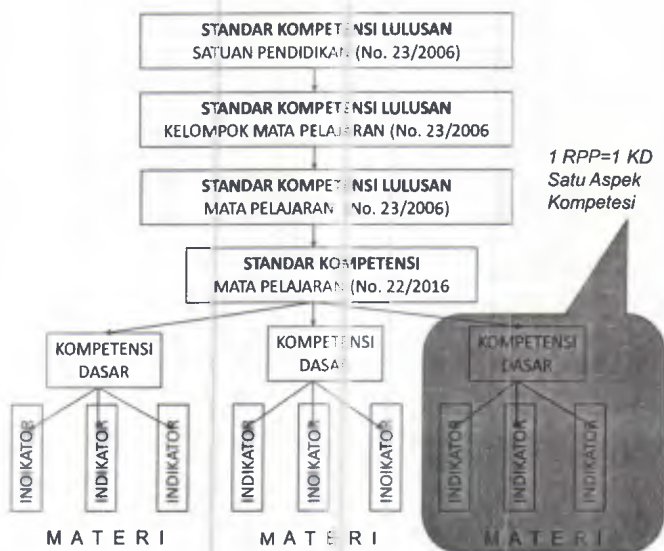 STANDAR KOMPETENSI LULUSAN
SATUAN PENDIDIKAN (No. 23/2006)
STANDAR KOMPETENSI LULUSAN
KELOMPOK MATA PELAJARAN (No. 23/2006
STANDAR KOMPETENSI LULUSAN
MATA PELAJARAN (No. 23/2006)
STANDAR KOMPETENSI
MATA PELAJARAN (No. 22/2016
1 RPP=1 KD
Satu Aspek
Kompetesi
KOMPETENSI
DASAR
KOMPETENSI
DASAR
KOMPETENSI
DASAR
INDIKATOR
INDIKATOR
INDIKATOR
INDIKATOR
INDIKATOR
INDIKATOR
INDIKATOR
INDIKATOR
INDIKATOR
MATERI
MATERI
MATERI